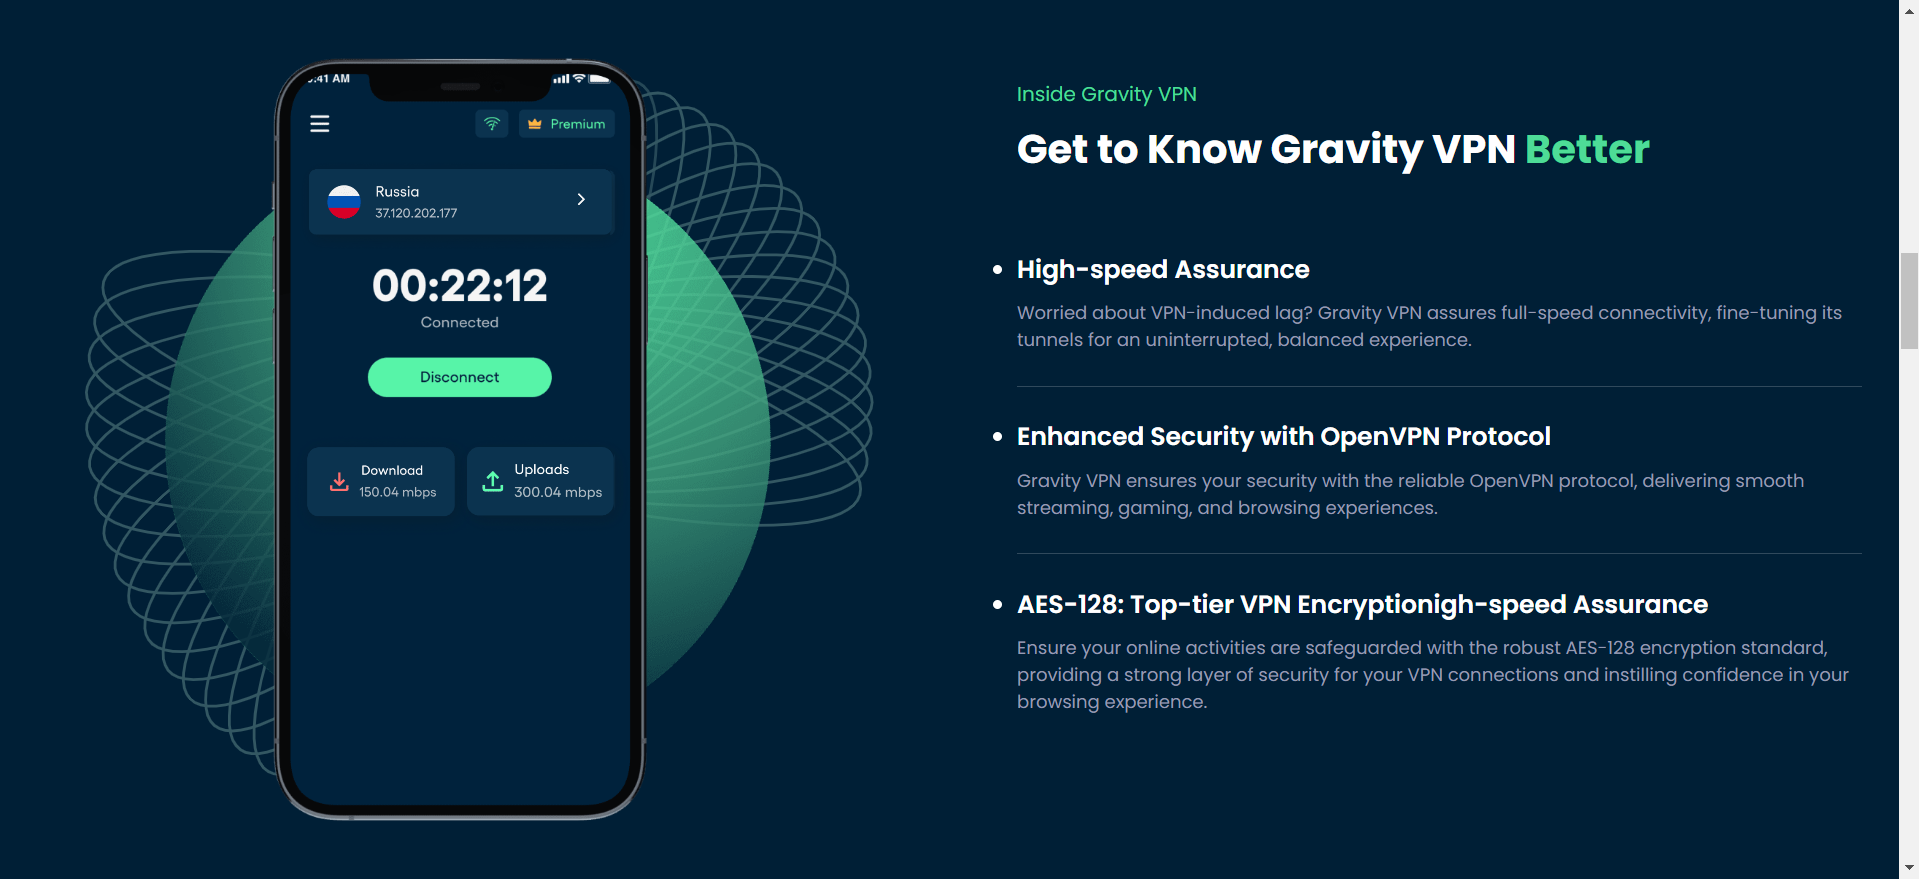 :41 AM
Premium
Russia
37.120.202.177
00:22:12
Connected
Disconnect
Download
150.04 mbps
Uploads
300.04 mbps
Inside Gravity VPN
Get to Know Gravity VPN Better
High-speed Assurance
Worried about VPN-induced lag? Gravity VPN assures full-speed connectivity, fine-tuning its
tunnels for an uninterrupted, balanced experience.
Enhanced Security with OpenVPN Protocol
Gravity VPN ensures your security with the reliable OpenVPN protocol, delivering smooth
streaming, gaming, and browsing experiences.
AES-128: Top-tier VPN Encryptionigh-speed Assurance
Ensure your online activities are safeguarded with the robust AES-128 encryption standard,
providing a strong layer of security for your VPN connections and instilling confidence in your
browsing experience.